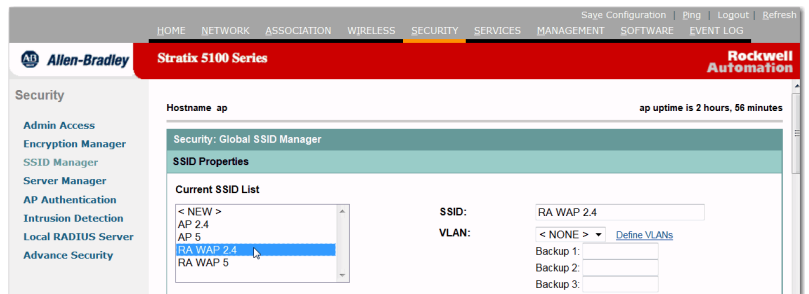 Save Configuration | Ping | Logout | Refresh
HOME NETWORK ASSOCIATION WIRELESS SECURITY SERVICES MANAGEMENT SOFTWARE EVENT LOG
AB Allen-Bradley
Stratix 5100 Series
Rockwell
Automation
Security
Admin Access
Encryption Manager
SSID Manager
Server Manager
AP Authentication
Intrusion Detection
Local RADIUS Server
Advance Security
Hostname ap
ap uptime is 2 hours, 56 minutes
Security: Global SSID Manager
SSID Properties
Current SSID List
< NEW >
AP 2.4
AP 5
RA WAP 2.4
RA WAP 5
SSID: RA WAP 2.4
VLAN: < NONE > Define VLANs
Backup 1:
Backup 2:
Backup 3: